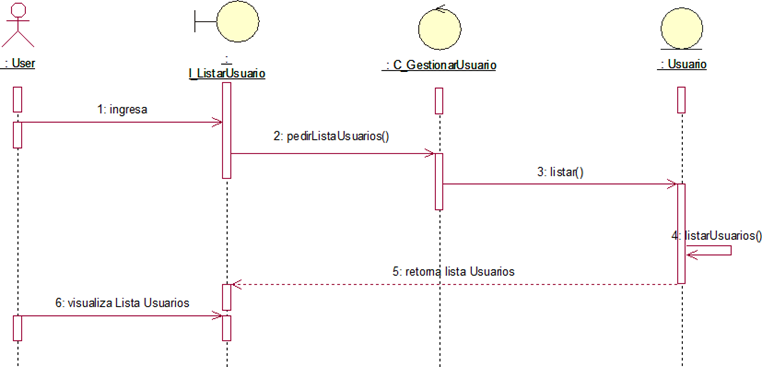 : User
:
I_ListarUsuario
: C_GestionarUsuario
: Usuario
1: ingresa
2: pedirListaUsuarios()
3: listar()
4: listarUsuarios()
5: retorna lista Usuarios
6: visualiza Lista Usuarios